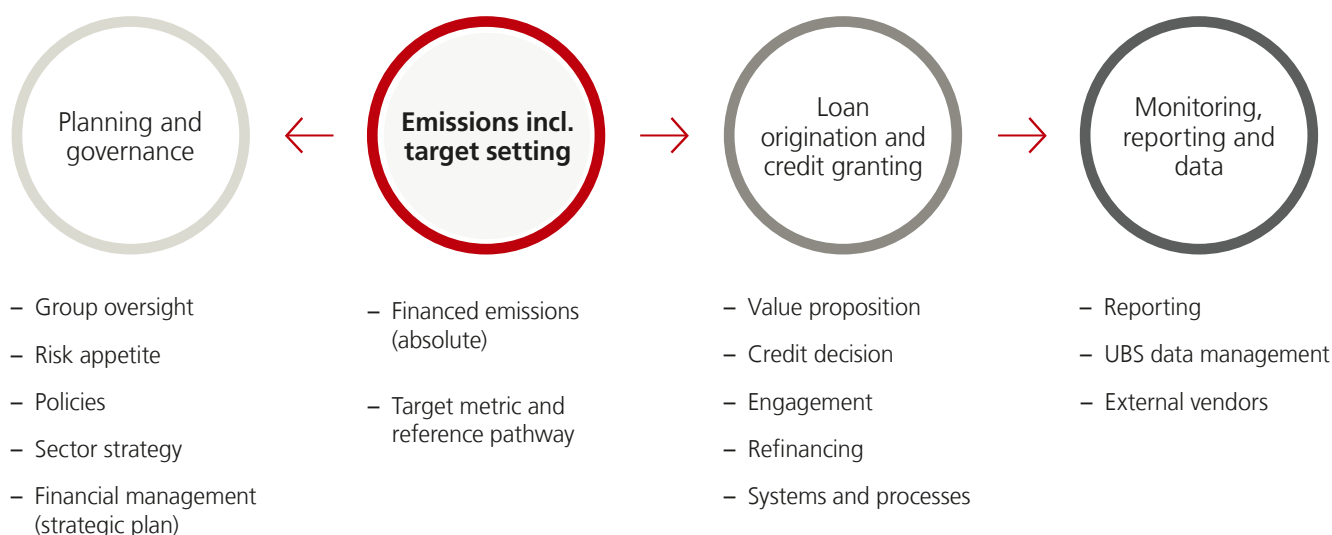 Planning and
governance
Emissions incl.
target setting
Loan
origination and
credit granting
Monitoring,
reporting and
data
– Group oversight
– Risk appetite
– Policies
– Sector strategy
– Financial management
(strategic plan)
– Financed emissions
(absolute)
– Target metric and
reference pathway
– Value proposition
– Credit decision
– Engagement
– Refinancing
– Systems and processes
– Reporting
– UBS data management
– External vendors